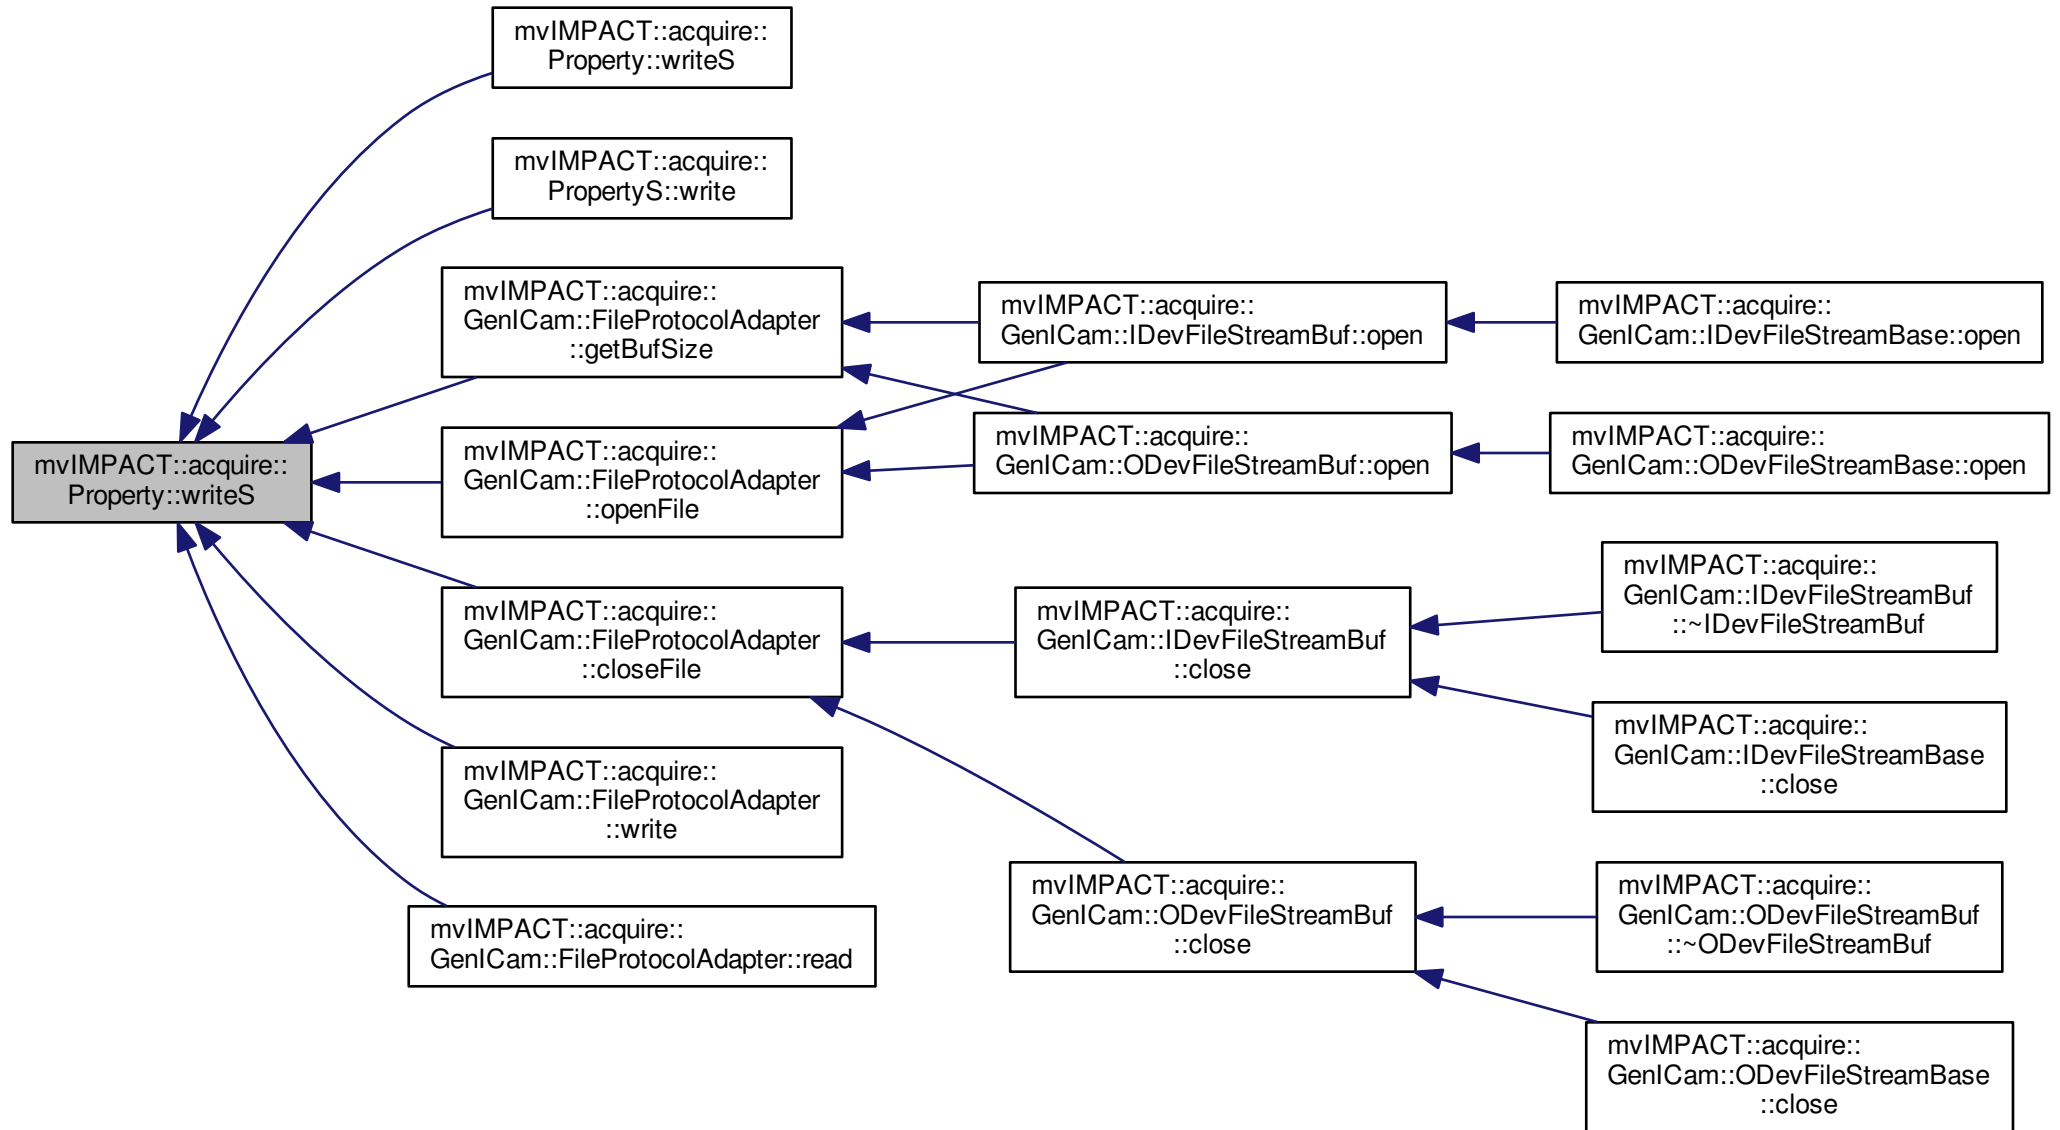 mvIMPACT::acquire::
Property::writeS
mvIMPACT::acquire::
Property::writeS
mvIMPACT::acquire::
PropertyS::write
mvIMPACT::acquire::
GenICam::FileProtocolAdapter
::getBufSize
mvIMPACT::acquire::
GenICam::IDevFileStreamBuf::open
mvIMPACT::acquire::
GenICam::IDevFileStreamBase::open
mvIMPACT::acquire::
GenICam::ODevFileStreamBuf::open
mvIMPACT::acquire::
GenICam::ODevFileStreamBase::open
mvIMPACT::acquire::
GenICam::FileProtocolAdapter
::openFile
mvIMPACT::acquire::
GenICam::FileProtocolAdapter
::closeFile
mvIMPACT::acquire::
GenICam::IDevFileStreamBuf
::close
mvIMPACT::acquire::
GenICam::IDevFileStreamBuf
::~IDevFileStreamBuf
mvIMPACT::acquire::
GenICam::IDevFileStreamBase
::close
mvIMPACT::acquire::
GenICam::ODevFileStreamBuf
::close
mvIMPACT::acquire::
GenICam::ODevFileStreamBuf
::~ODevFileStreamBuf
mvIMPACT::acquire::
GenICam::ODevFileStreamBase
::close
mvIMPACT::acquire::
GenICam::FileProtocolAdapter
::write
mvIMPACT::acquire::
GenICam::FileProtocolAdapter::read